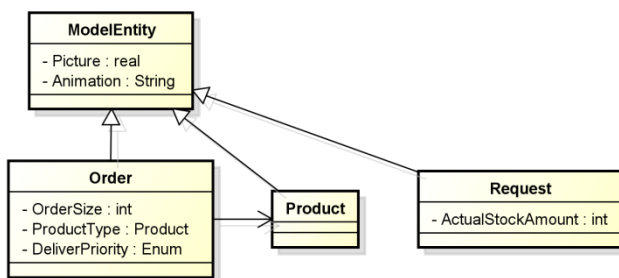 ModelEntity
- Picture : real
- Animation : String
Order
- OrderSize : int
- ProductType : Product
- DeliverPriority : Enum
Product
Request
- ActualStockAmount : int